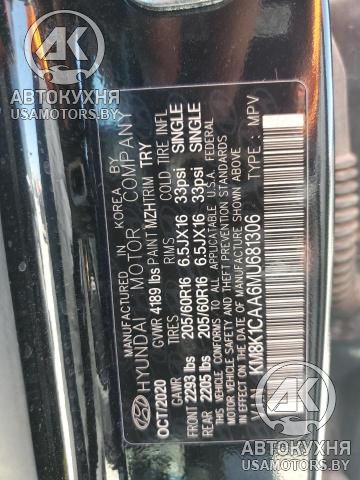 АВТОКУХНЯ
USAMOTORS.BY
MANUFACTURED IN KOREA BY
HYUNDAI MOTOR COMPANY
OCT/2020 GVWR 4189 lbs PAINT MZHTRIM TRY
GAWR TIRES RIMS COLD TIRE INFL
FRONT 2293 lbs 205/60R16 6.5JX16 33psi SINGLE
REAR 2205 lbs 205/60R16 6.5JX16 33psi SINGLE
THIS VEHICLE CONFORMS TO ALL APPLICABLE U.S.A. FEDERAL
MOTOR VEHICLE SAFETY, BUMPER, AND THEFT PREVENTION STANDARDS
IN EFFECT ON THE DATE OF MANUFACTURE SHOWN ABOVE.
KM8K1CAA6MU661306 TYPE : MPV
АВТОКУХНЯ
USAMOTORS.BY